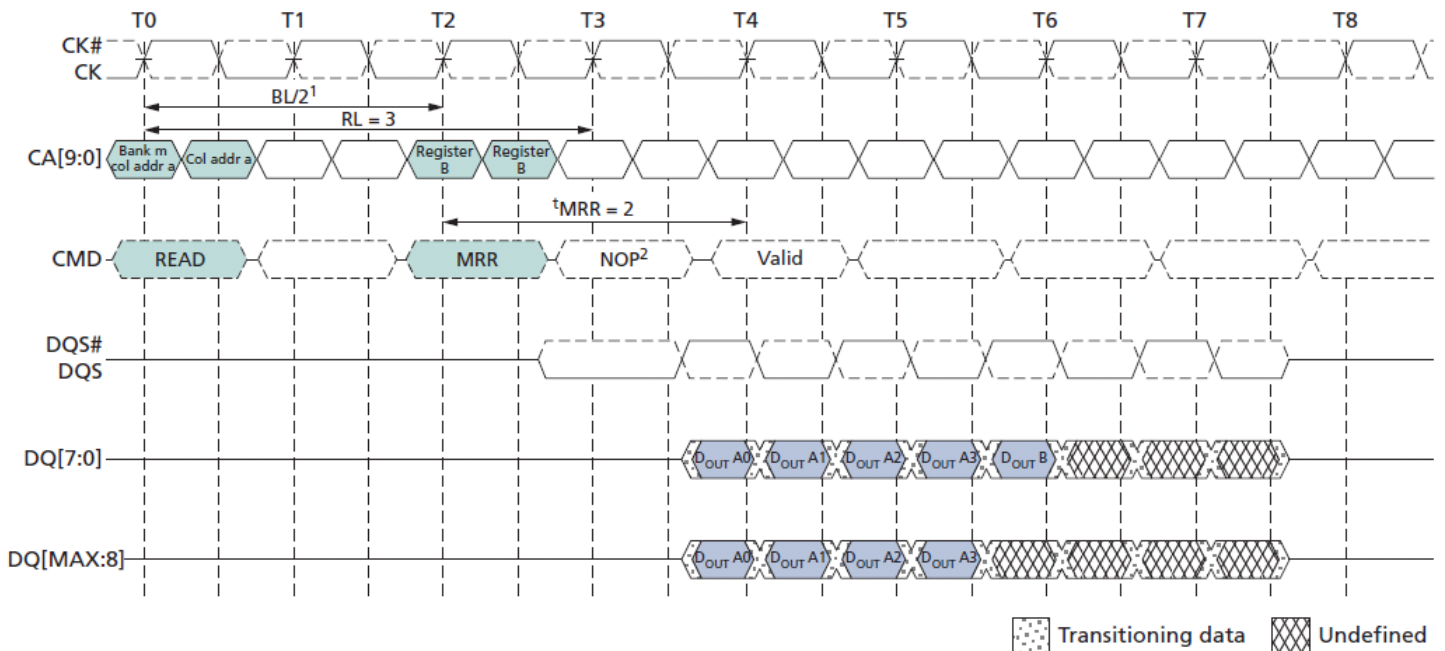 T0 T1 T2 T3 T4 T5 T6 T7 T8
CK#
CK
BL/2¹
RL = 3
CA[9:0]
Bank m
col addr a
Col addr a
Register
B
Register
B
ᵗMRR = 2
CMD
READ
MRR
NOP²
Valid
DQS#
DQS
DQ[7:0]
DOUT A0
DOUT A1
DOUT A2
DOUT A3
DOUT B
DQ[MAX:8]
DOUT A0
DOUT A1
DOUT A2
DOUT A3
Transitioning data
Undefined